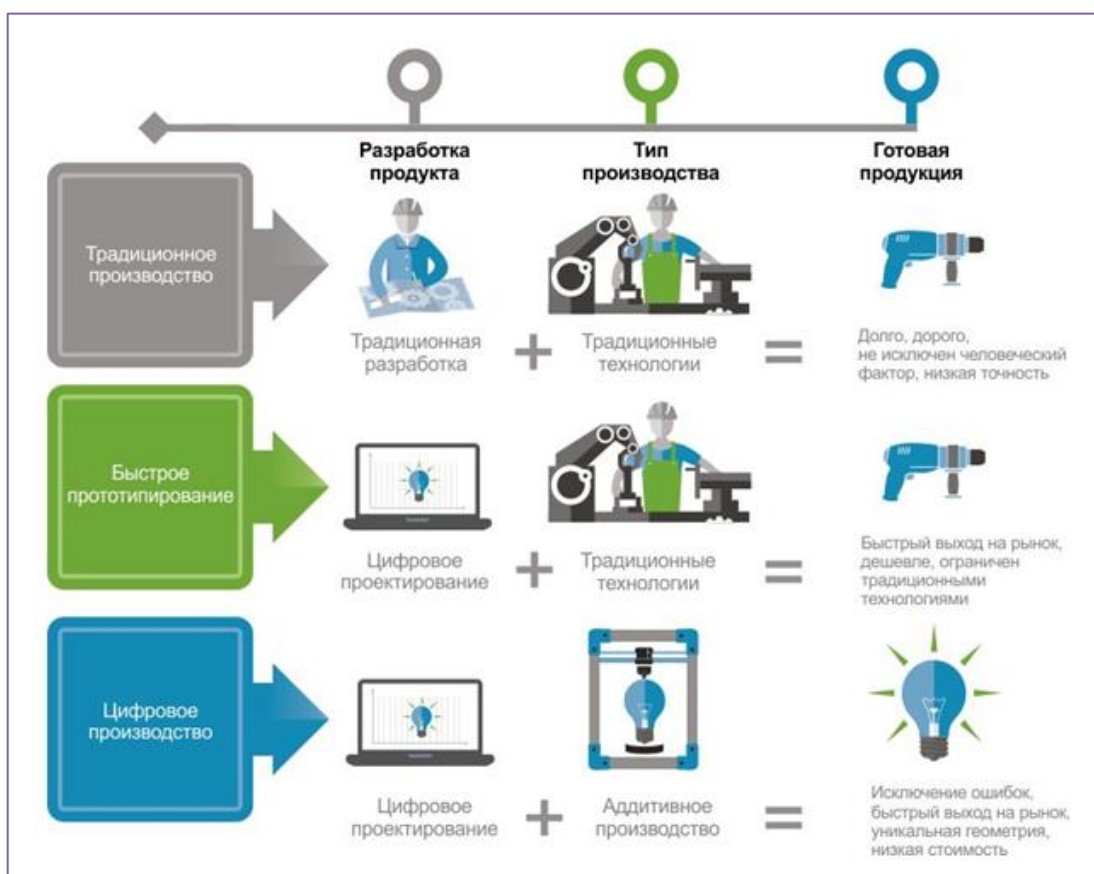 Разработка
продукта
Тип
производства
Готовая
продукция
Традиционное
производство
Традиционная
разработка
+
Традиционные
технологии
=
Долго, дорого,
не исключен человеческий
фактор, низкая точность
Быстрое
прототипирование
Цифровое
проектирование
+
Традиционные
технологии
=
Быстрый выход на рынок,
дешевле, ограничен
традиционными
технологиями
Цифровое
производство
Цифровое
проектирование
+
Аддитивное
производство
=
Исключение ошибок,
быстрый выход на рынок,
уникальная геометрия,
низкая стоимость